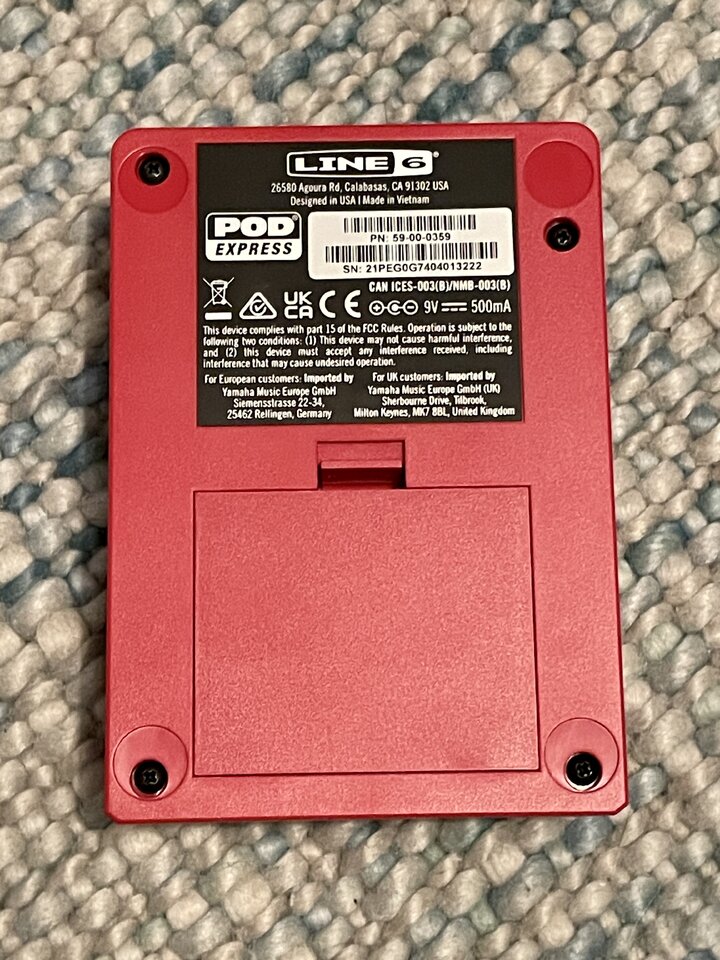 LINE 6®
26580 Agoura Rd, Calabasas, CA 91302 USA
Designed in USA | Made in Vietnam
POD®
EXPRESS
PN: 59-00-0359
SN: 21PEG0G7404013222
CAN ICES-003(B)/NMB-003(B)
UK
CA
CE
9V 500mA
This device complies with part 15 of the FCC Rules. Operation is subject to the
following two conditions: (1) This device may not cause harmful interference,
and (2) this device must accept any interference received, including
interference that may cause undesired operation.
For European customers: Imported by
Yamaha Music Europe GmbH
Siemensstrasse 22-34,
25462 Rellingen, Germany
For UK customers: Imported by
Yamaha Music Europe GmbH (UK)
Sherbourne Drive, Tilbrook,
Milton Keynes, MK7 8BL, United Kingdom